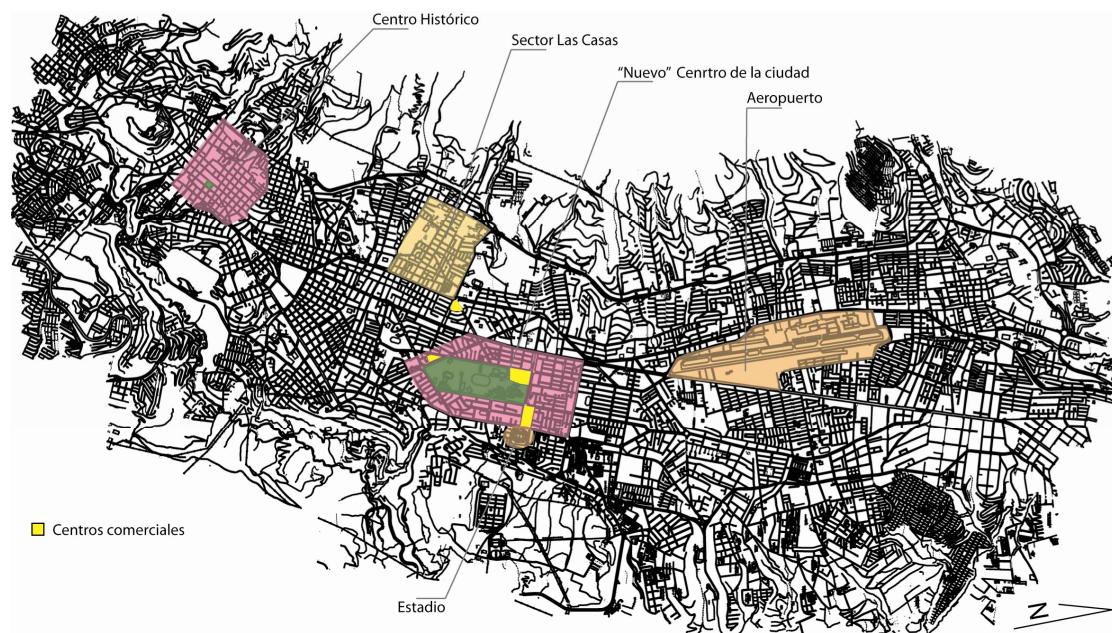 Centro Histórico
Sector Las Casas
“Nuevo” Cenrtro de la ciudad
Aeropuerto
Centros comerciales
Estadio
N